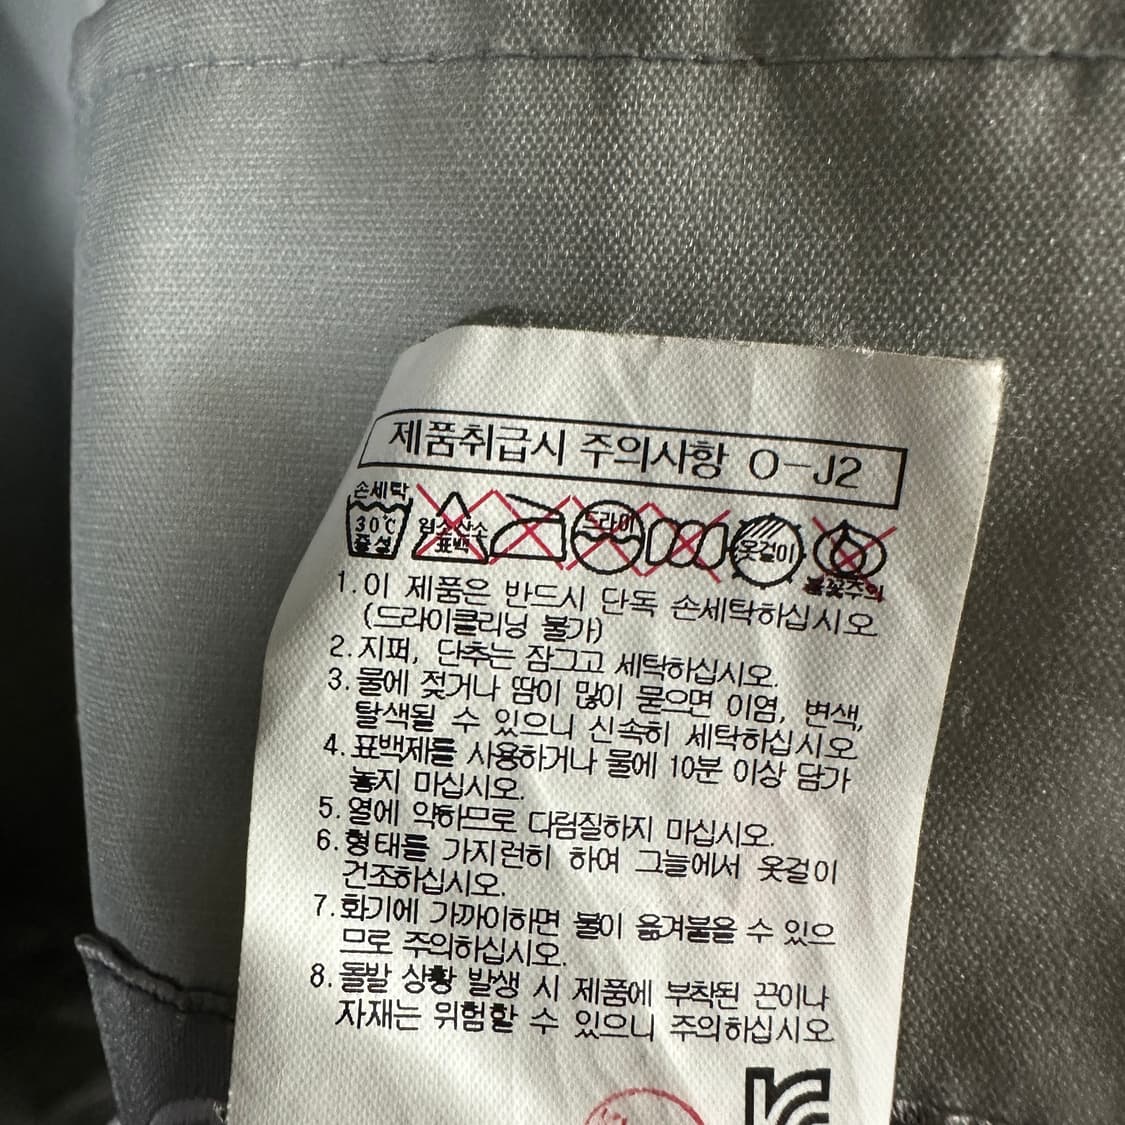 제품취급시 주의사항 O-J2
손세탁
30℃
중성
염소산소
표백
드라이
옷걸이
불꽃주의
1.이 제품은 반드시 단독 손세탁하십시오
(드라이클리닝 불가)
2.지퍼, 단추는 잠그고 세탁하십시오.
3.물에 젖거나 땀이 많이 묻으면 이염, 변색,
탈색될 수 있으니 신속히 세탁하십시오
4.표백제를 사용하거나 물에 10분 이상 담가
놓지 마십시오.
5.열에 약하므로 다림질하지 마십시오.
6.형태를 가지런히 하여 그늘에서 옷걸이
건조하십시오.
7.화기에 가까이하면 불이 옮겨붙을 수 있으
므로 주의하십시오.
8.돌발 상황 발생 시 제품에 부착된 끈이나
자재는 위험할 수 있으니 주의하십시오